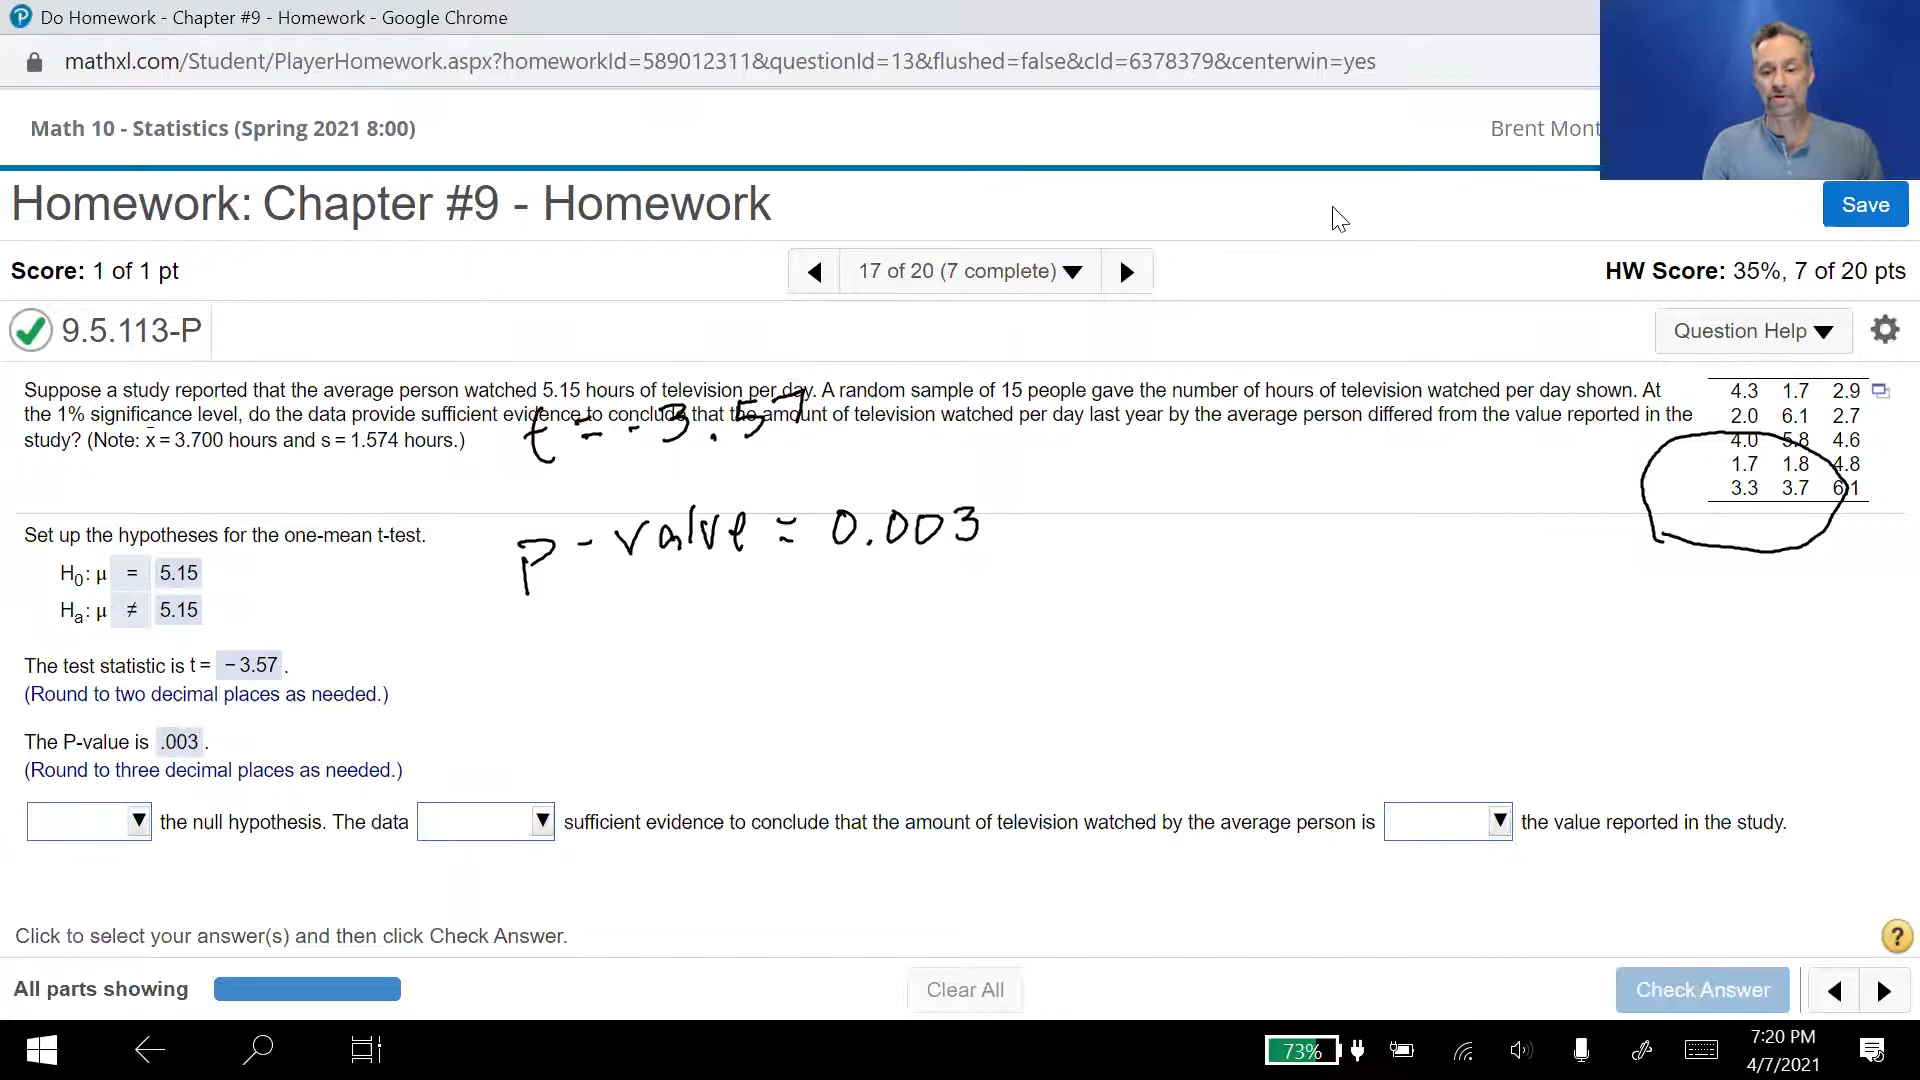 Do Homework - Chapter #9 - Homework - Google Chrome
mathxl.com/Student/PlayerHomework.aspx?homeworkId=589012311&questionId=13&flushed=false&cId=6378379&centerwin=yes
Math 10 - Statistics (Spring 2021 8:00)
Brent Mont
Homework: Chapter #9 - Homework
Save
Score: 1 of 1 pt
17 of 20 (7 complete)
HW Score: 35%, 7 of 20 pts
9.5.113-P
Question Help
Suppose a study reported that the average person watched 5.15 hours of television per day. A random sample of 15 people gave the number of hours of television watched per day shown. At
the 1% significance level, do the data provide sufficient evidence to conclude that the amount of television watched per day last year by the average person differed from the value reported in the
study? (Note: x̄ = 3.700 hours and s = 1.574 hours.)
4.3 1.7 2.9
2.0 6.1 2.7
4.0 5.8 4.6
1.7 1.8 4.8
3.3 3.7 6.1
t = -3.57
p-value = 0.003
Set up the hypotheses for the one-mean t-test.
H0: μ = 5.15
Ha: μ ≠ 5.15
The test statistic is t = -3.57.
(Round to two decimal places as needed.)
The P-value is .003.
(Round to three decimal places as needed.)
the null hypothesis. The data sufficient evidence to conclude that the amount of television watched by the average person is the value reported in the study.
Click to select your answer(s) and then click Check Answer.
?
All parts showing
Clear All
Check Answer
73%
7:20 PM
4/7/2021